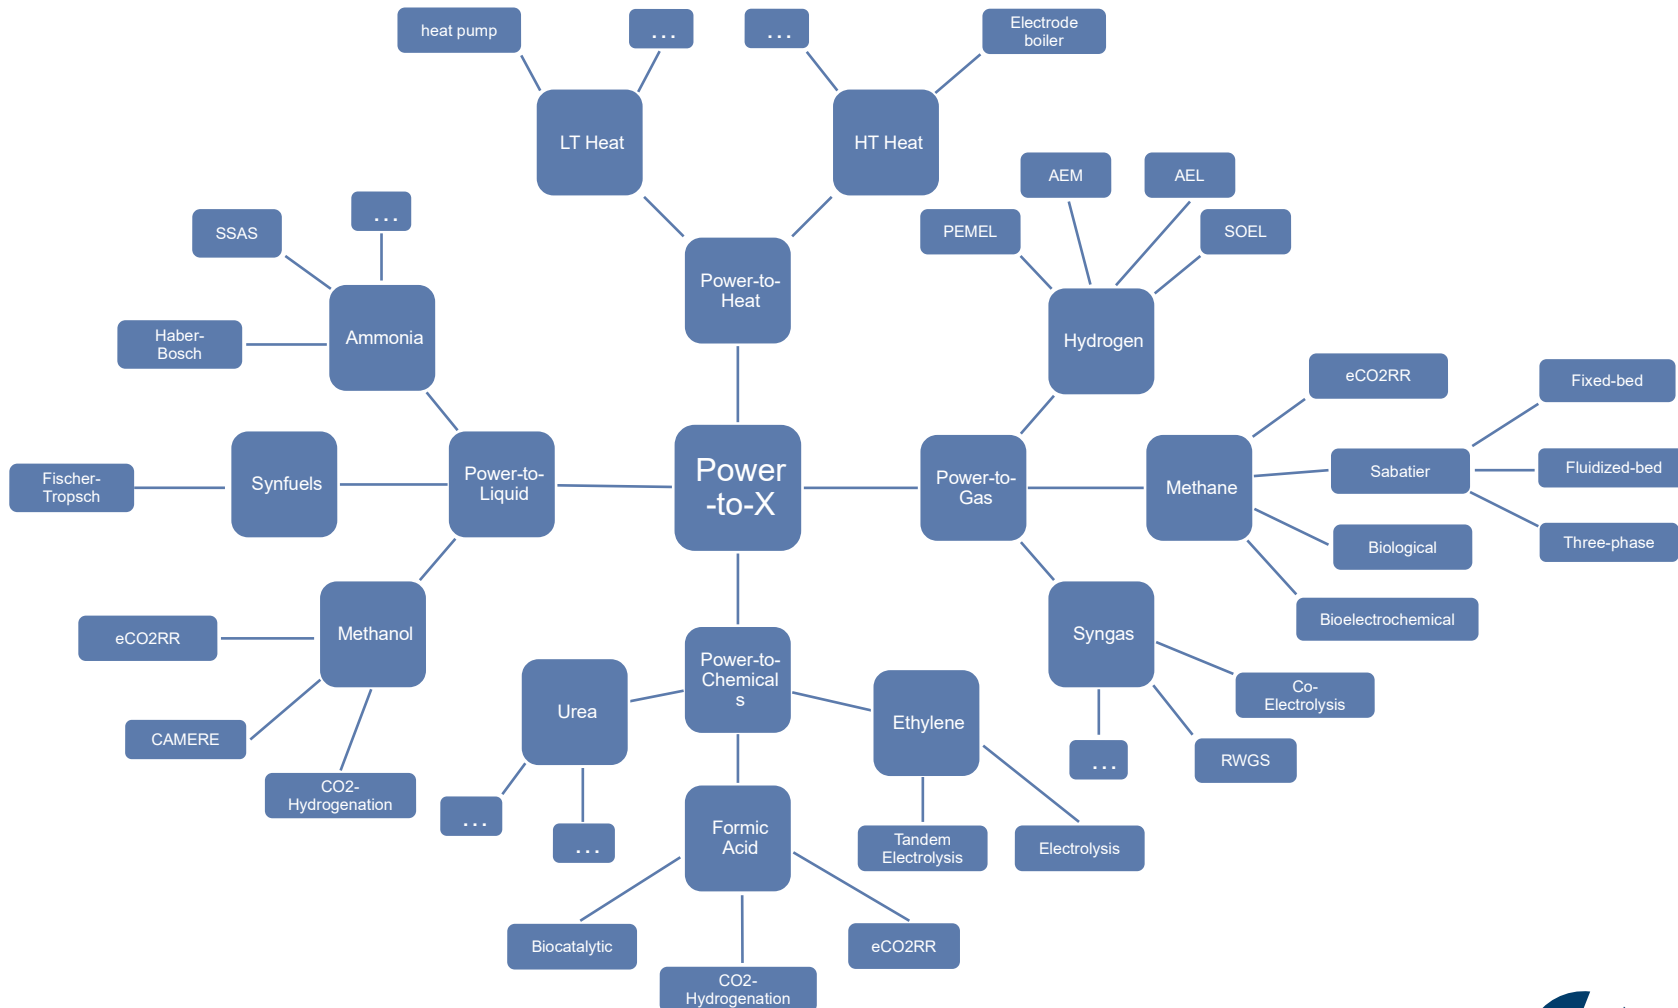 heat pump
...
...
Electrode
boiler
LT Heat
HT Heat
AEM
AEL
PEMEL
SOEL
SSAS
...
Power-to-
Heat
Haber-
Bosch
Ammonia
Hydrogen
eCO2RR
Fixed-bed
Fischer-
Tropsch
Synfuels
Power-to-
Liquid
Power
-to-X
Power-to-
Gas
Methane
Sabatier
Fluidized-bed
Biological
Three-phase
Bioelectrochemical
eCO2RR
Methanol
CAMERE
CO2-
Hydrogenation
Power-to-
Chemical
s
Urea
...
...
Ethylene
Tandem
Electrolysis
Electrolysis
Syngas
Co-
Electrolysis
RWGS
...
Formic
Acid
Biocatalytic
CO2-
Hydrogenation
eCO2RR